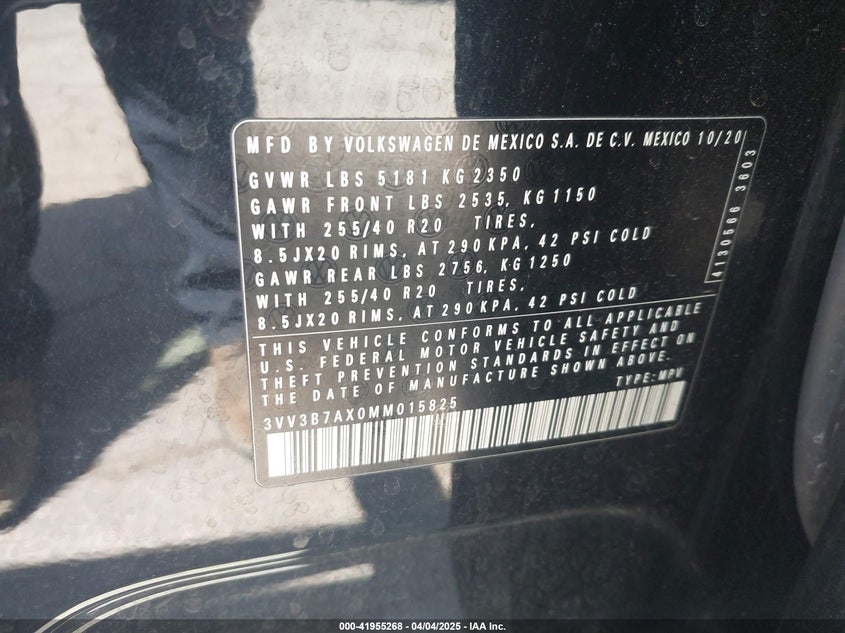 MFD BY VOLKSWAGEN DE MEXICO S.A. DE C.V. MEXICO 10/20
GVWR LBS 5181 KG 2350
GAWR FRONT LBS 2535, KG 1150
WITH 255/40 R20 TIRES,
8.5JX20 RIMS, AT 290 KPA, 42 PSI COLD
GAWR REAR LBS 2756, KG 1250
WITH 255/40 R20 TIRES,
8.5JX20 RIMS, AT 290 KPA, 42 PSI COLD
4130566 3603
THIS VEHICLE CONFORMS TO ALL APPLICABLE
U.S. FEDERAL MOTOR VEHICLE SAFETY AND
THEFT PREVENTION STANDARDS IN EFFECT ON
THE DATE OF MANUFACTURE SHOWN ABOVE.
TYPE: MPV
3VV3B7AX0MM015825
000-41955268 - 04/04/2025 - IAA Inc.